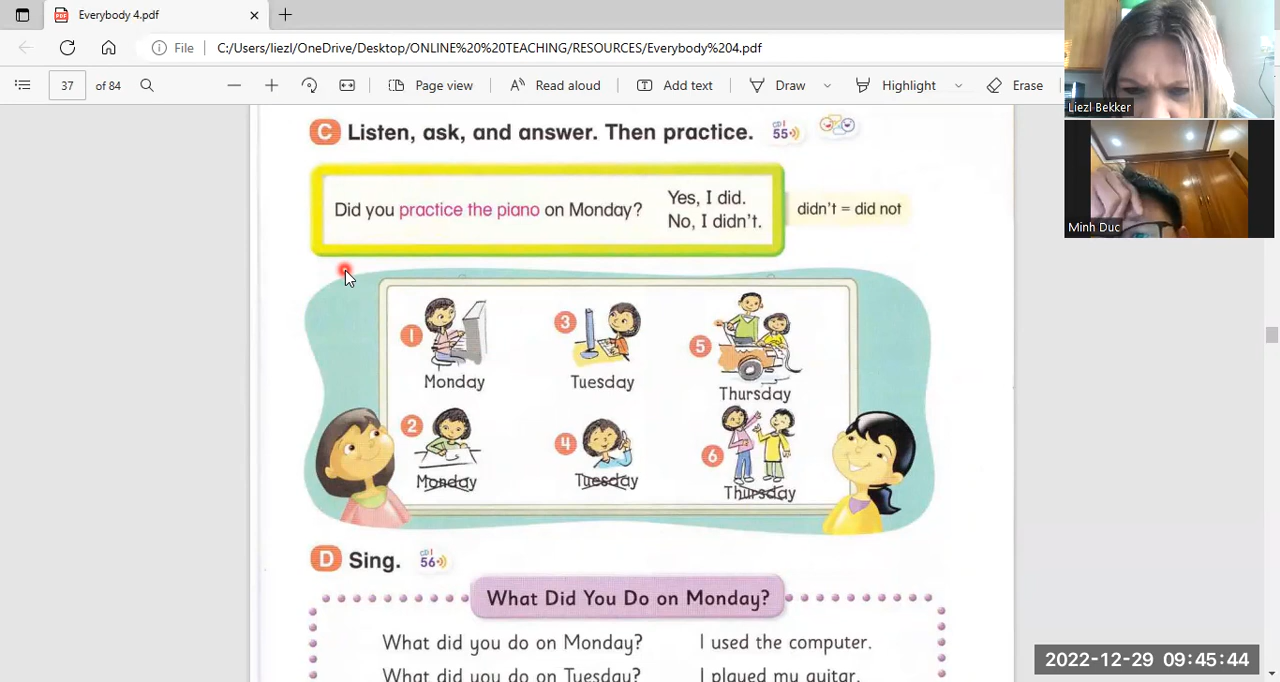 Everybody 4.pdf
File
C:/Users/liezl/OneDrive/Desktop/ONLINE%20%20TEACHING/RESOURCES/Everybody%204.pdf
37 of 84
Page view
Read aloud
Add text
Draw
Highlight
Erase
Liezl Bekker
Minh Duc
C Listen, ask, and answer. Then practice. CD1 55
Did you practice the piano on Monday?
Yes, I did.
No, I didn't.
didn't = did not
1 Monday
2 Monday
3 Tuesday
4 Tuesday
5 Thursday
6 Thursday
D Sing. CD1 56
What Did You Do on Monday?
What did you do on Monday? I used the computer.
What did you do on Tuesday? I played my guitar.
2022-12-29 09:45:44